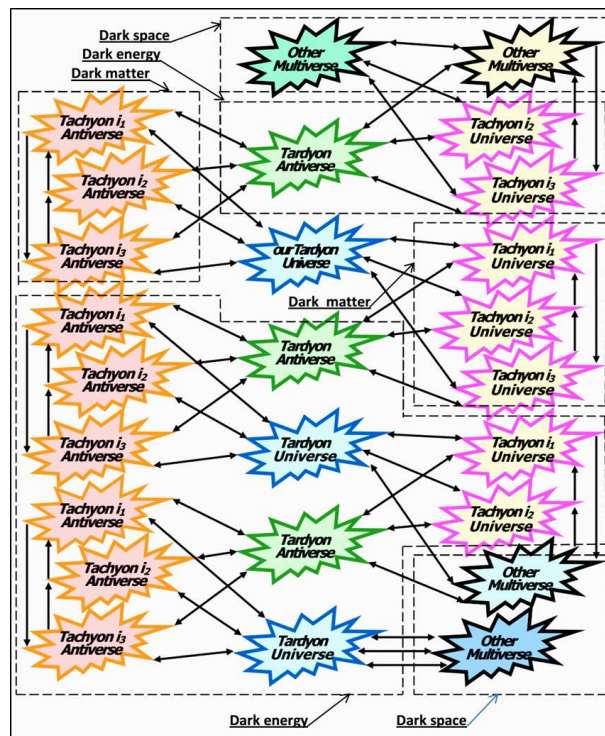 Dark space
Dark energy
Dark matter
Other
Multiverse
Other
Multiverse
Tachyon i₁
Antiverse
Tachyon i₂
Universe
Tardyon
Antiverse
Tachyon i₂
Antiverse
Tachyon i₃
Universe
Tachyon i₃
Antiverse
our Tardyon
Universe
Tachyon i₁
Universe
Dark matter
Tachyon i₁
Antiverse
Tachyon i₂
Universe
Tardyon
Antiverse
Tachyon i₂
Antiverse
Tachyon i₃
Universe
Tachyon i₃
Antiverse
Tardyon
Universe
Tachyon i₁
Universe
Tachyon i₁
Antiverse
Tachyon i₂
Universe
Tardyon
Antiverse
Tachyon i₂
Antiverse
Other
Multiverse
Tachyon i₃
Antiverse
Tardyon
Universe
Other
Multiverse
Dark energy
Dark space